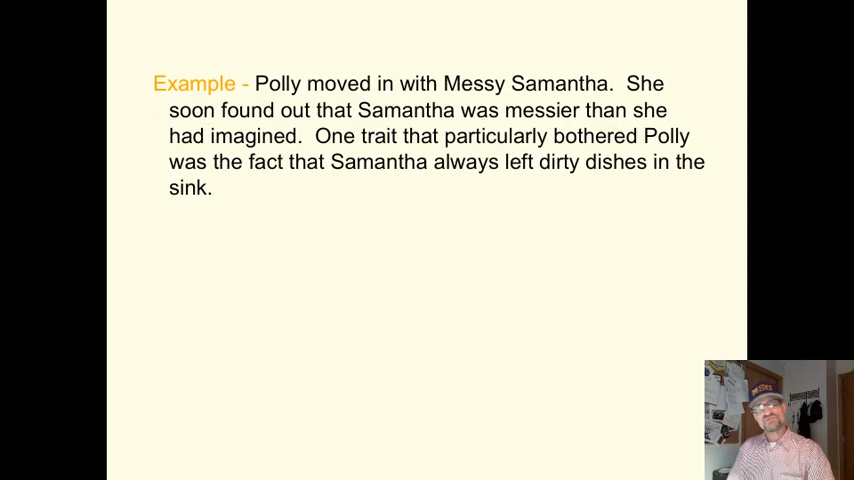 Example - Polly moved in with Messy Samantha.  She
soon found out that Samantha was messier than she
had imagined.  One trait that particularly bothered Polly
was the fact that Samantha always left dirty dishes in the
sink.